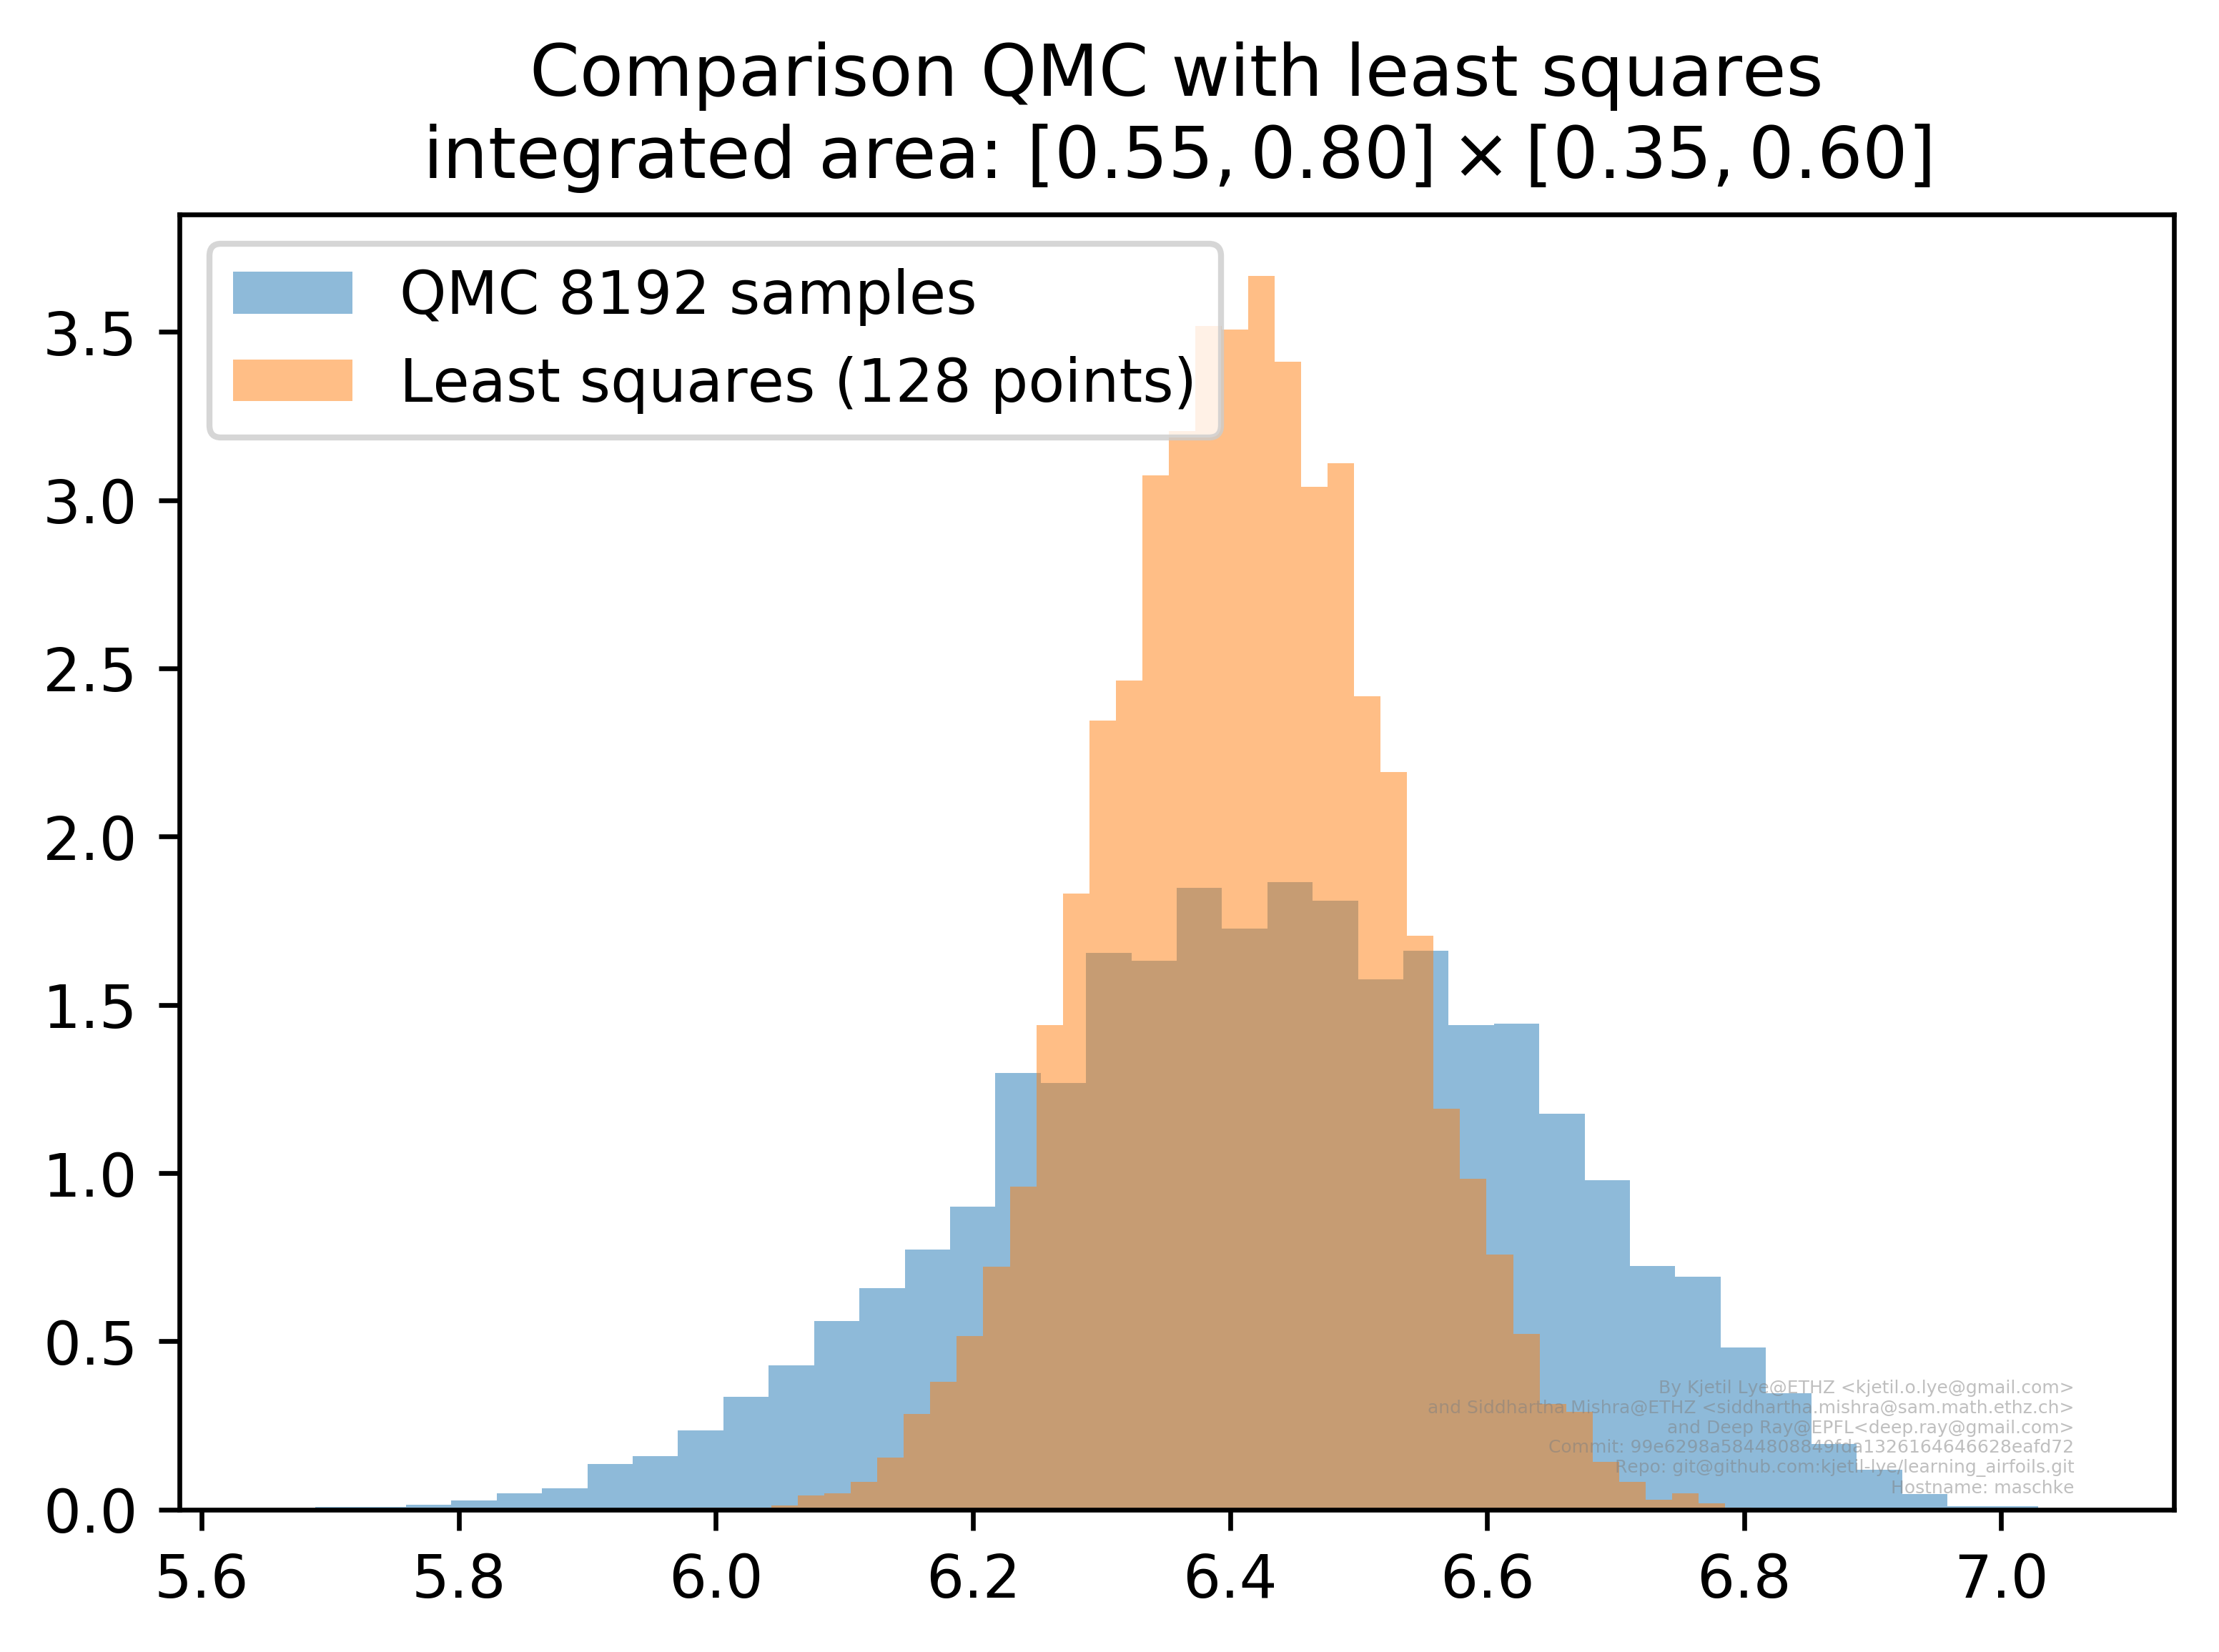 Comparison QMC with least squares
integrated area: [0.55, 0.80] × [0.35, 0.60]
QMC 8192 samples
Least squares (128 points)
3.5
3.0
2.5
2.0
1.5
1.0
0.5
0.0
By Kjetil Lye@ETHZ <kjetil.o.lye@gmail.com>
and Siddhartha Mishra@ETHZ <siddhartha.mishra@sam.math.ethz.ch>
and Deep Ray@EPFL<deep.ray@gmail.com>
Commit: 99e6298a5844808849fda1326164646628eafd72
Repo: git@github.com:kjetil-lye/learning_airfoils.git
Hostname: maschke
5.6 5.8 6.0 6.2 6.4 6.6 6.8 7.0